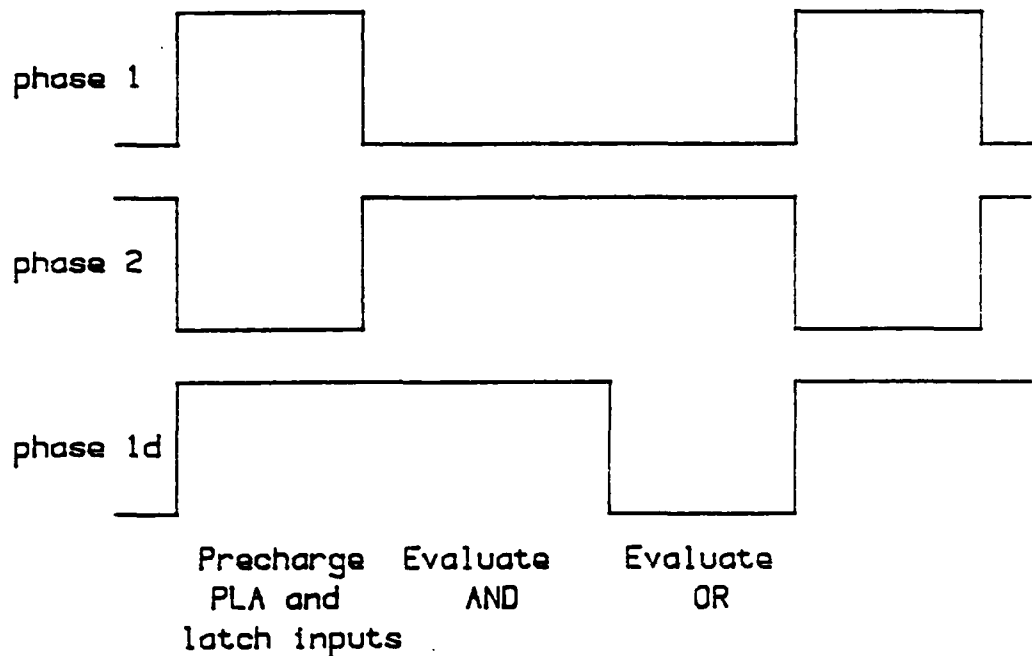 phase 1
phase 2
phase 1d
Precharge
PLA and
latch inputs
Evaluate
AND
Evaluate
OR